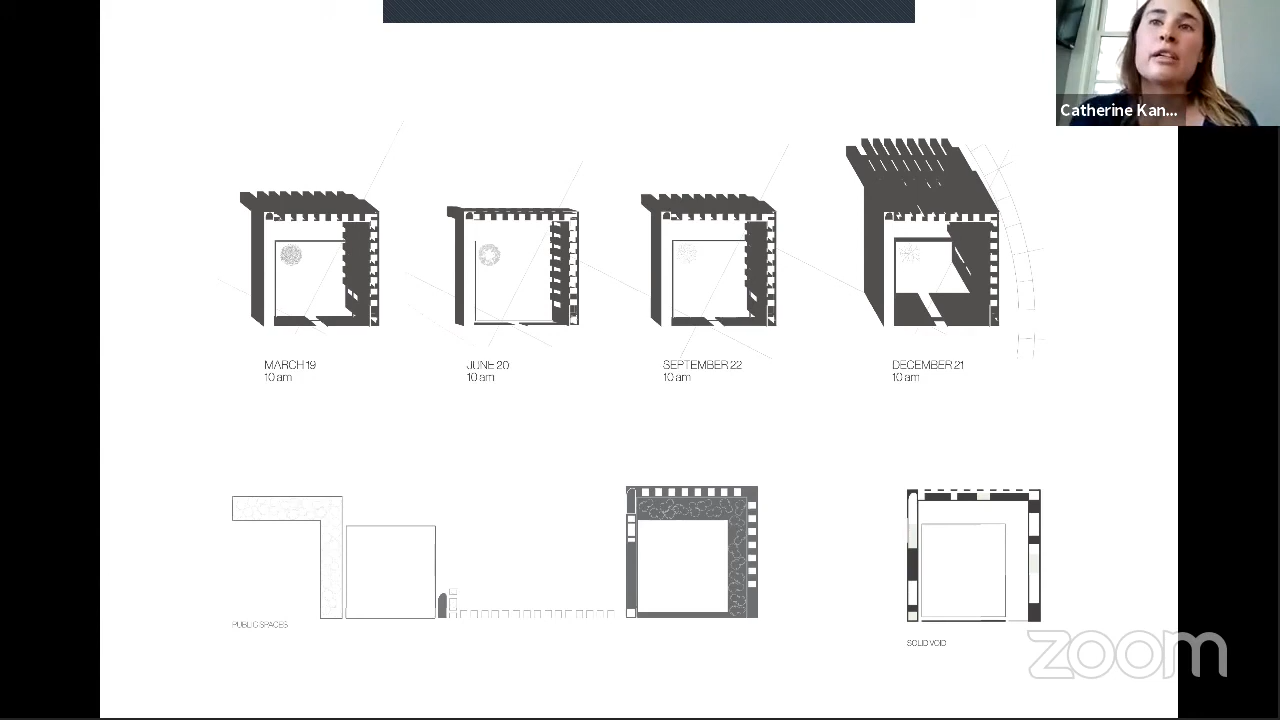 Catherine Kan...
MARCH 19
10 am
JUNE 20
10 am
SEPTEMBER 22
10 am
DECEMBER 21
10 am
PUBLIC SPACES
SOLID VOID
zoom